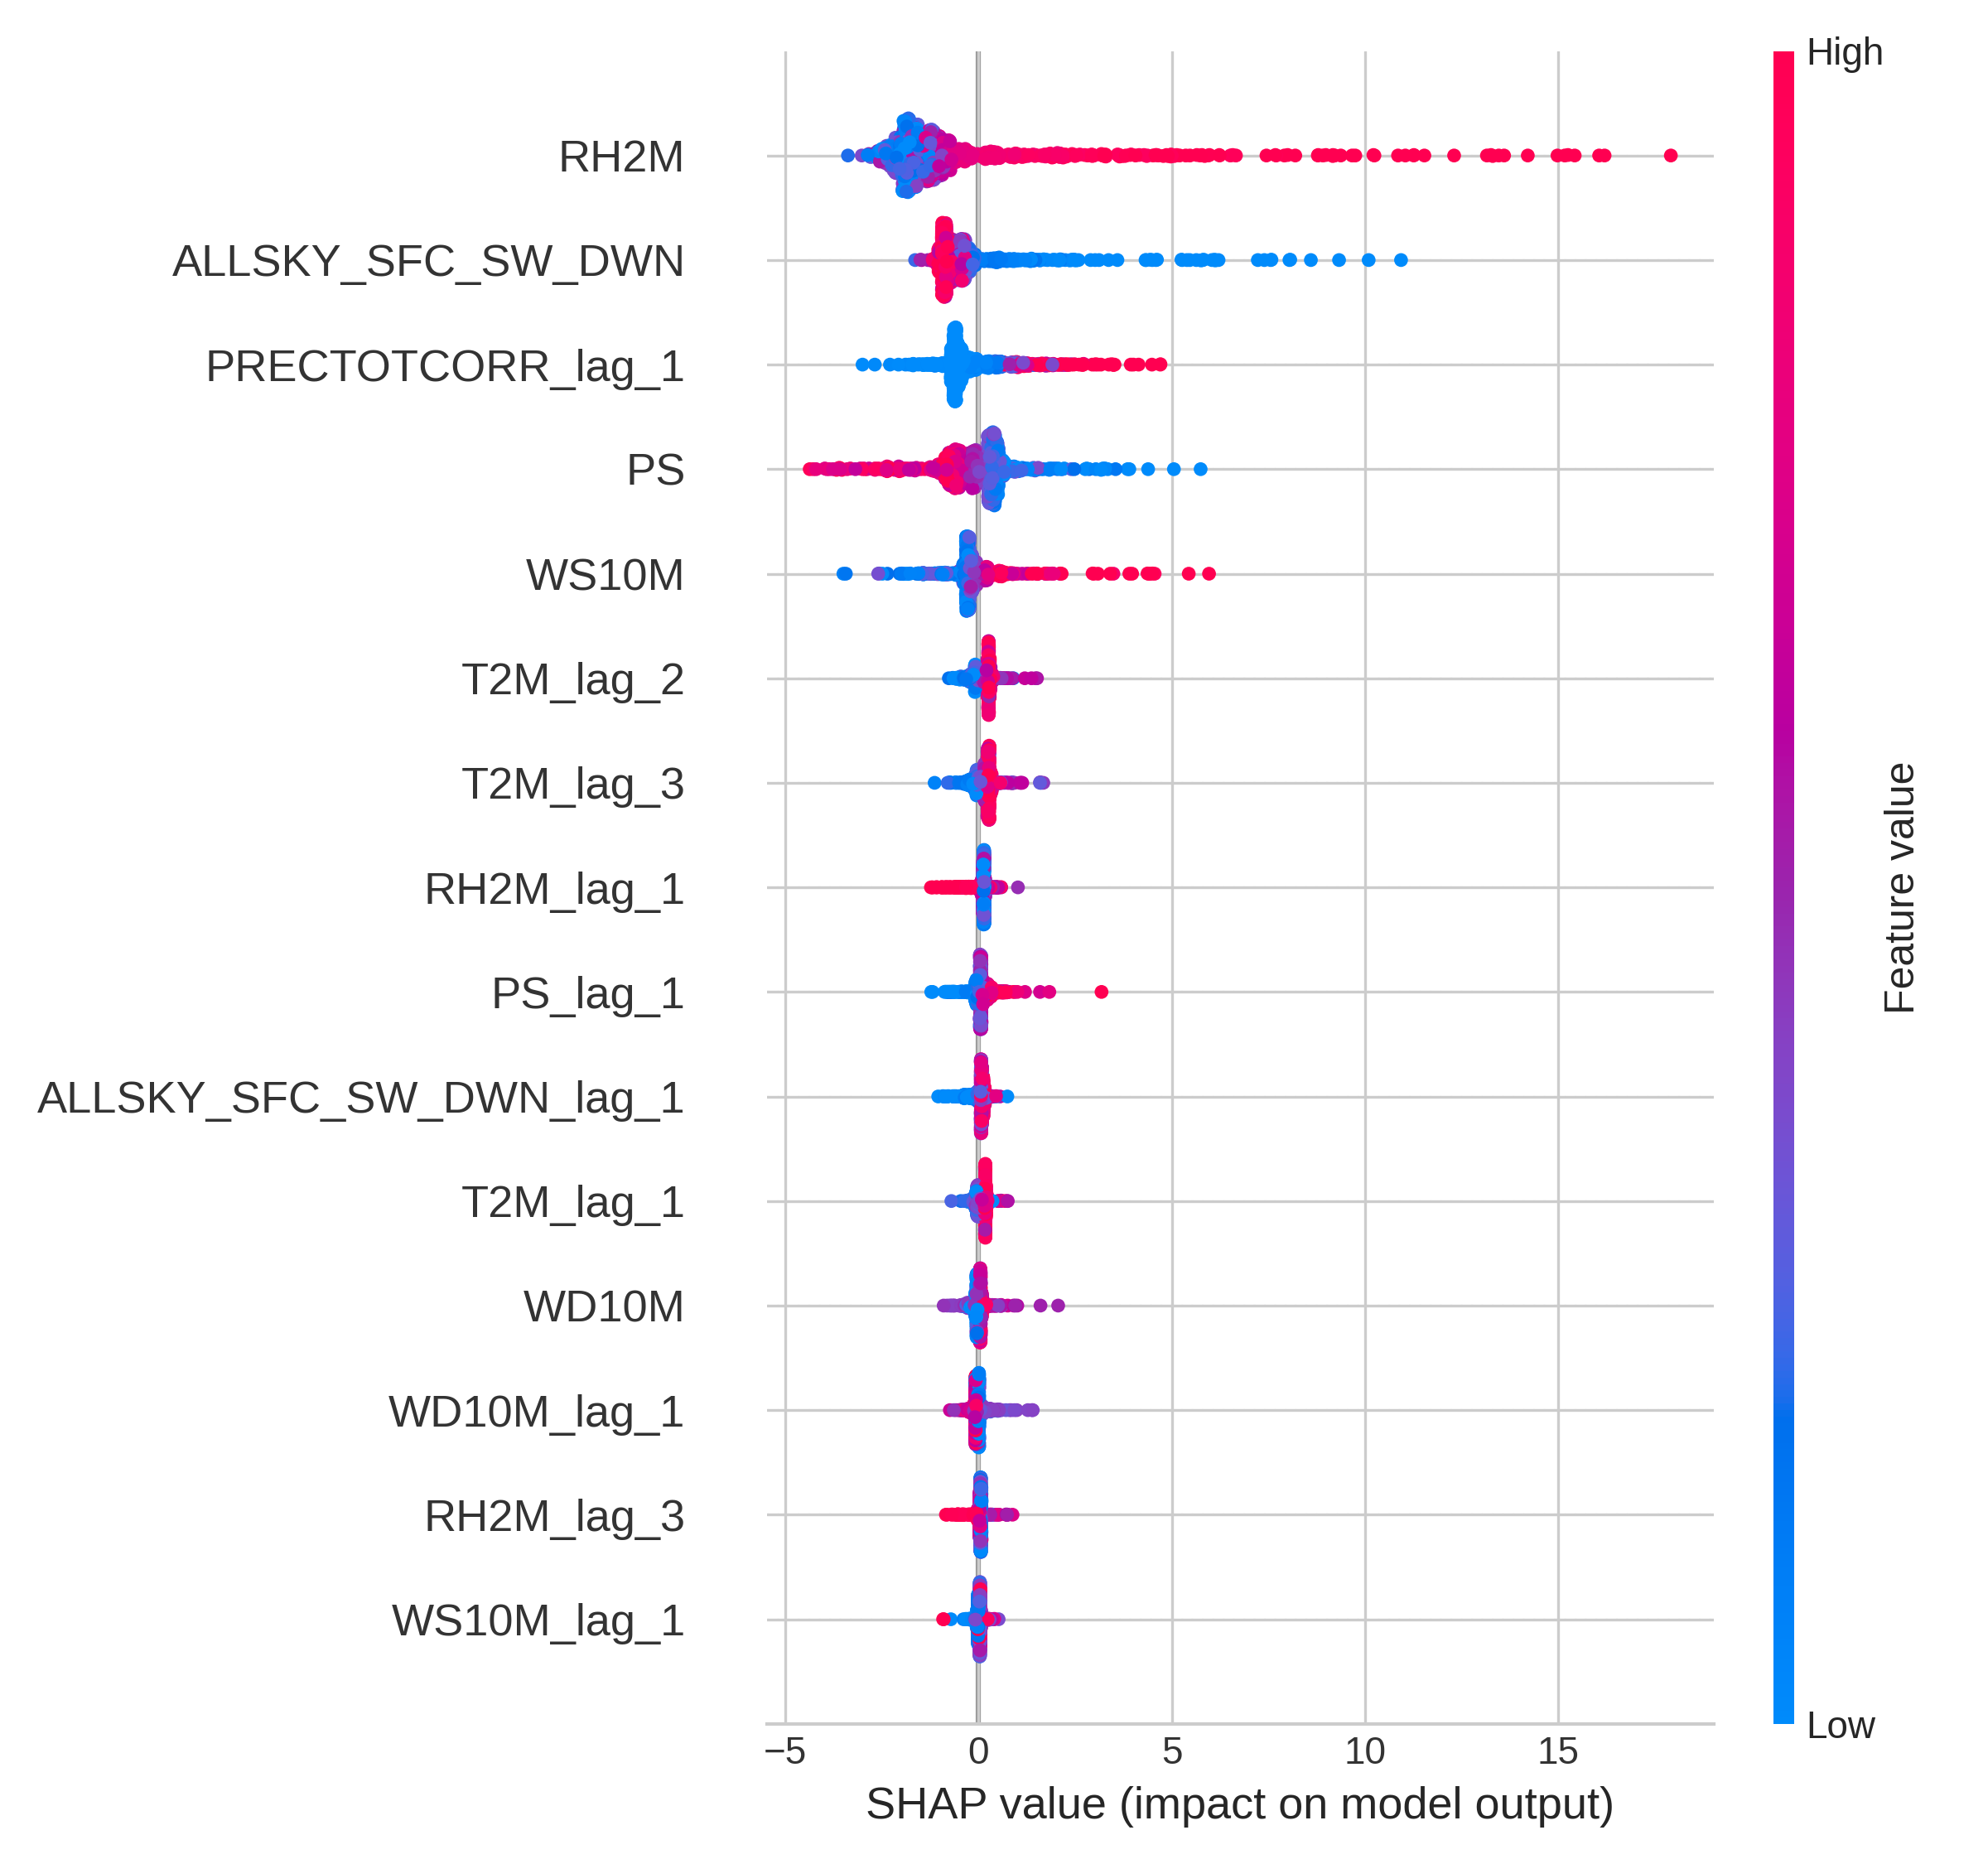 High
RH2M
ALLSKY_SFC_SW_DWN
PRECTOTCORR_lag_1
PS
WS10M
T2M_lag_2
T2M_lag_3
RH2M_lag_1
PS_lag_1
ALLSKY_SFC_SW_DWN_lag_1
T2M_lag_1
WD10M
WD10M_lag_1
RH2M_lag_3
WS10M_lag_1
Feature value
Low
−5 0 5 10 15
SHAP value (impact on model output)